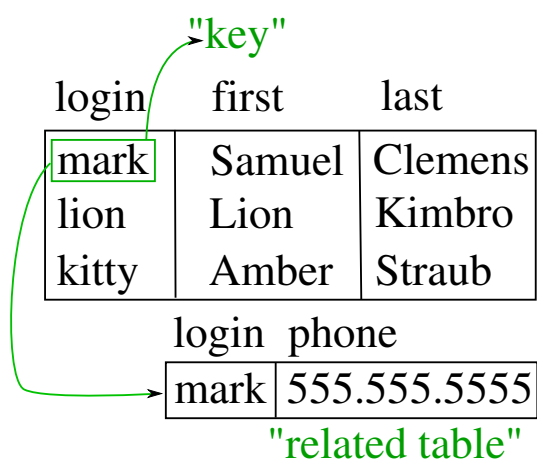 "key"
login first last
mark Samuel Clemens
lion Lion Kimbro
kitty Amber Straub
login phone
mark 555.555.5555
"related table"